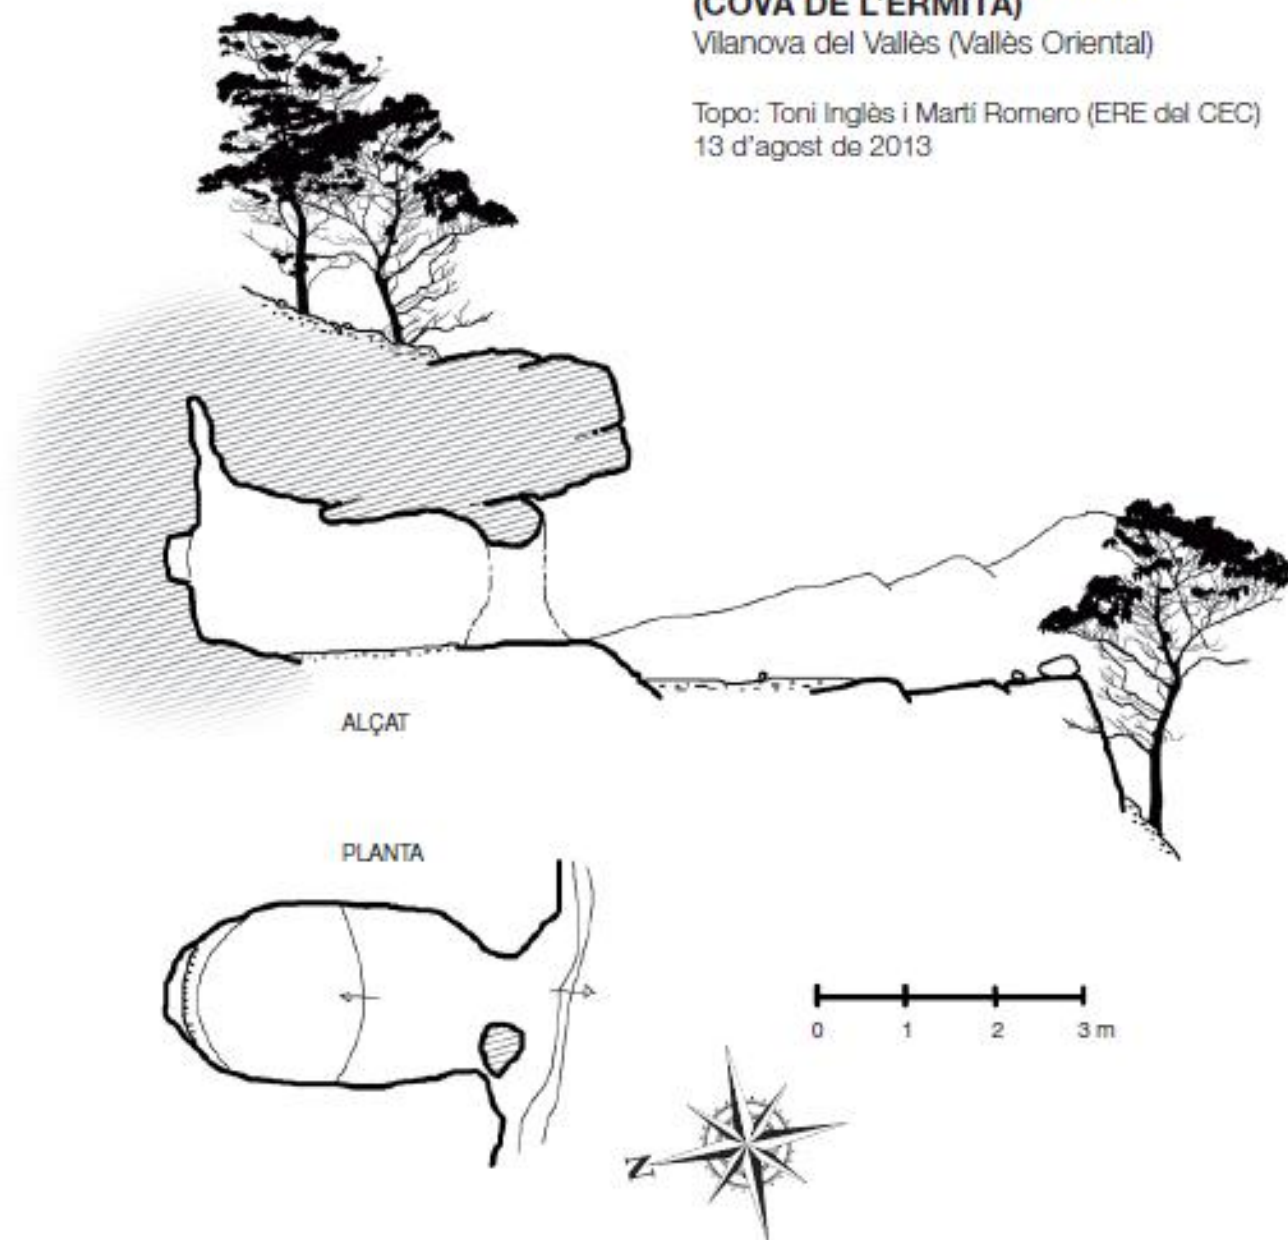 (COVA DE L'ERMITA)
Vilanova del Vallès (Vallès Oriental)
Topo: Toni Inglès i Martí Romero (ERE del CEC)
13 d'agost de 2013
ALÇAT
PLANTA
0 1 2 3 m
N